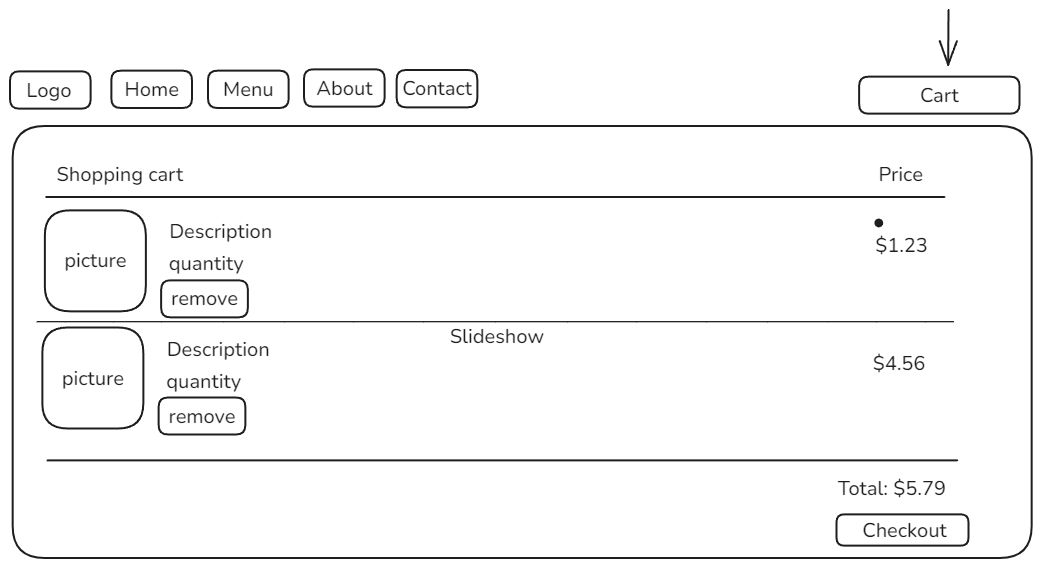 Logo
Home
Menu
About
Contact
Cart
Shopping cart
Price
picture
Description
quantity
remove
$1.23
Slideshow
picture
Description
quantity
remove
$4.56
Total: $5.79
Checkout